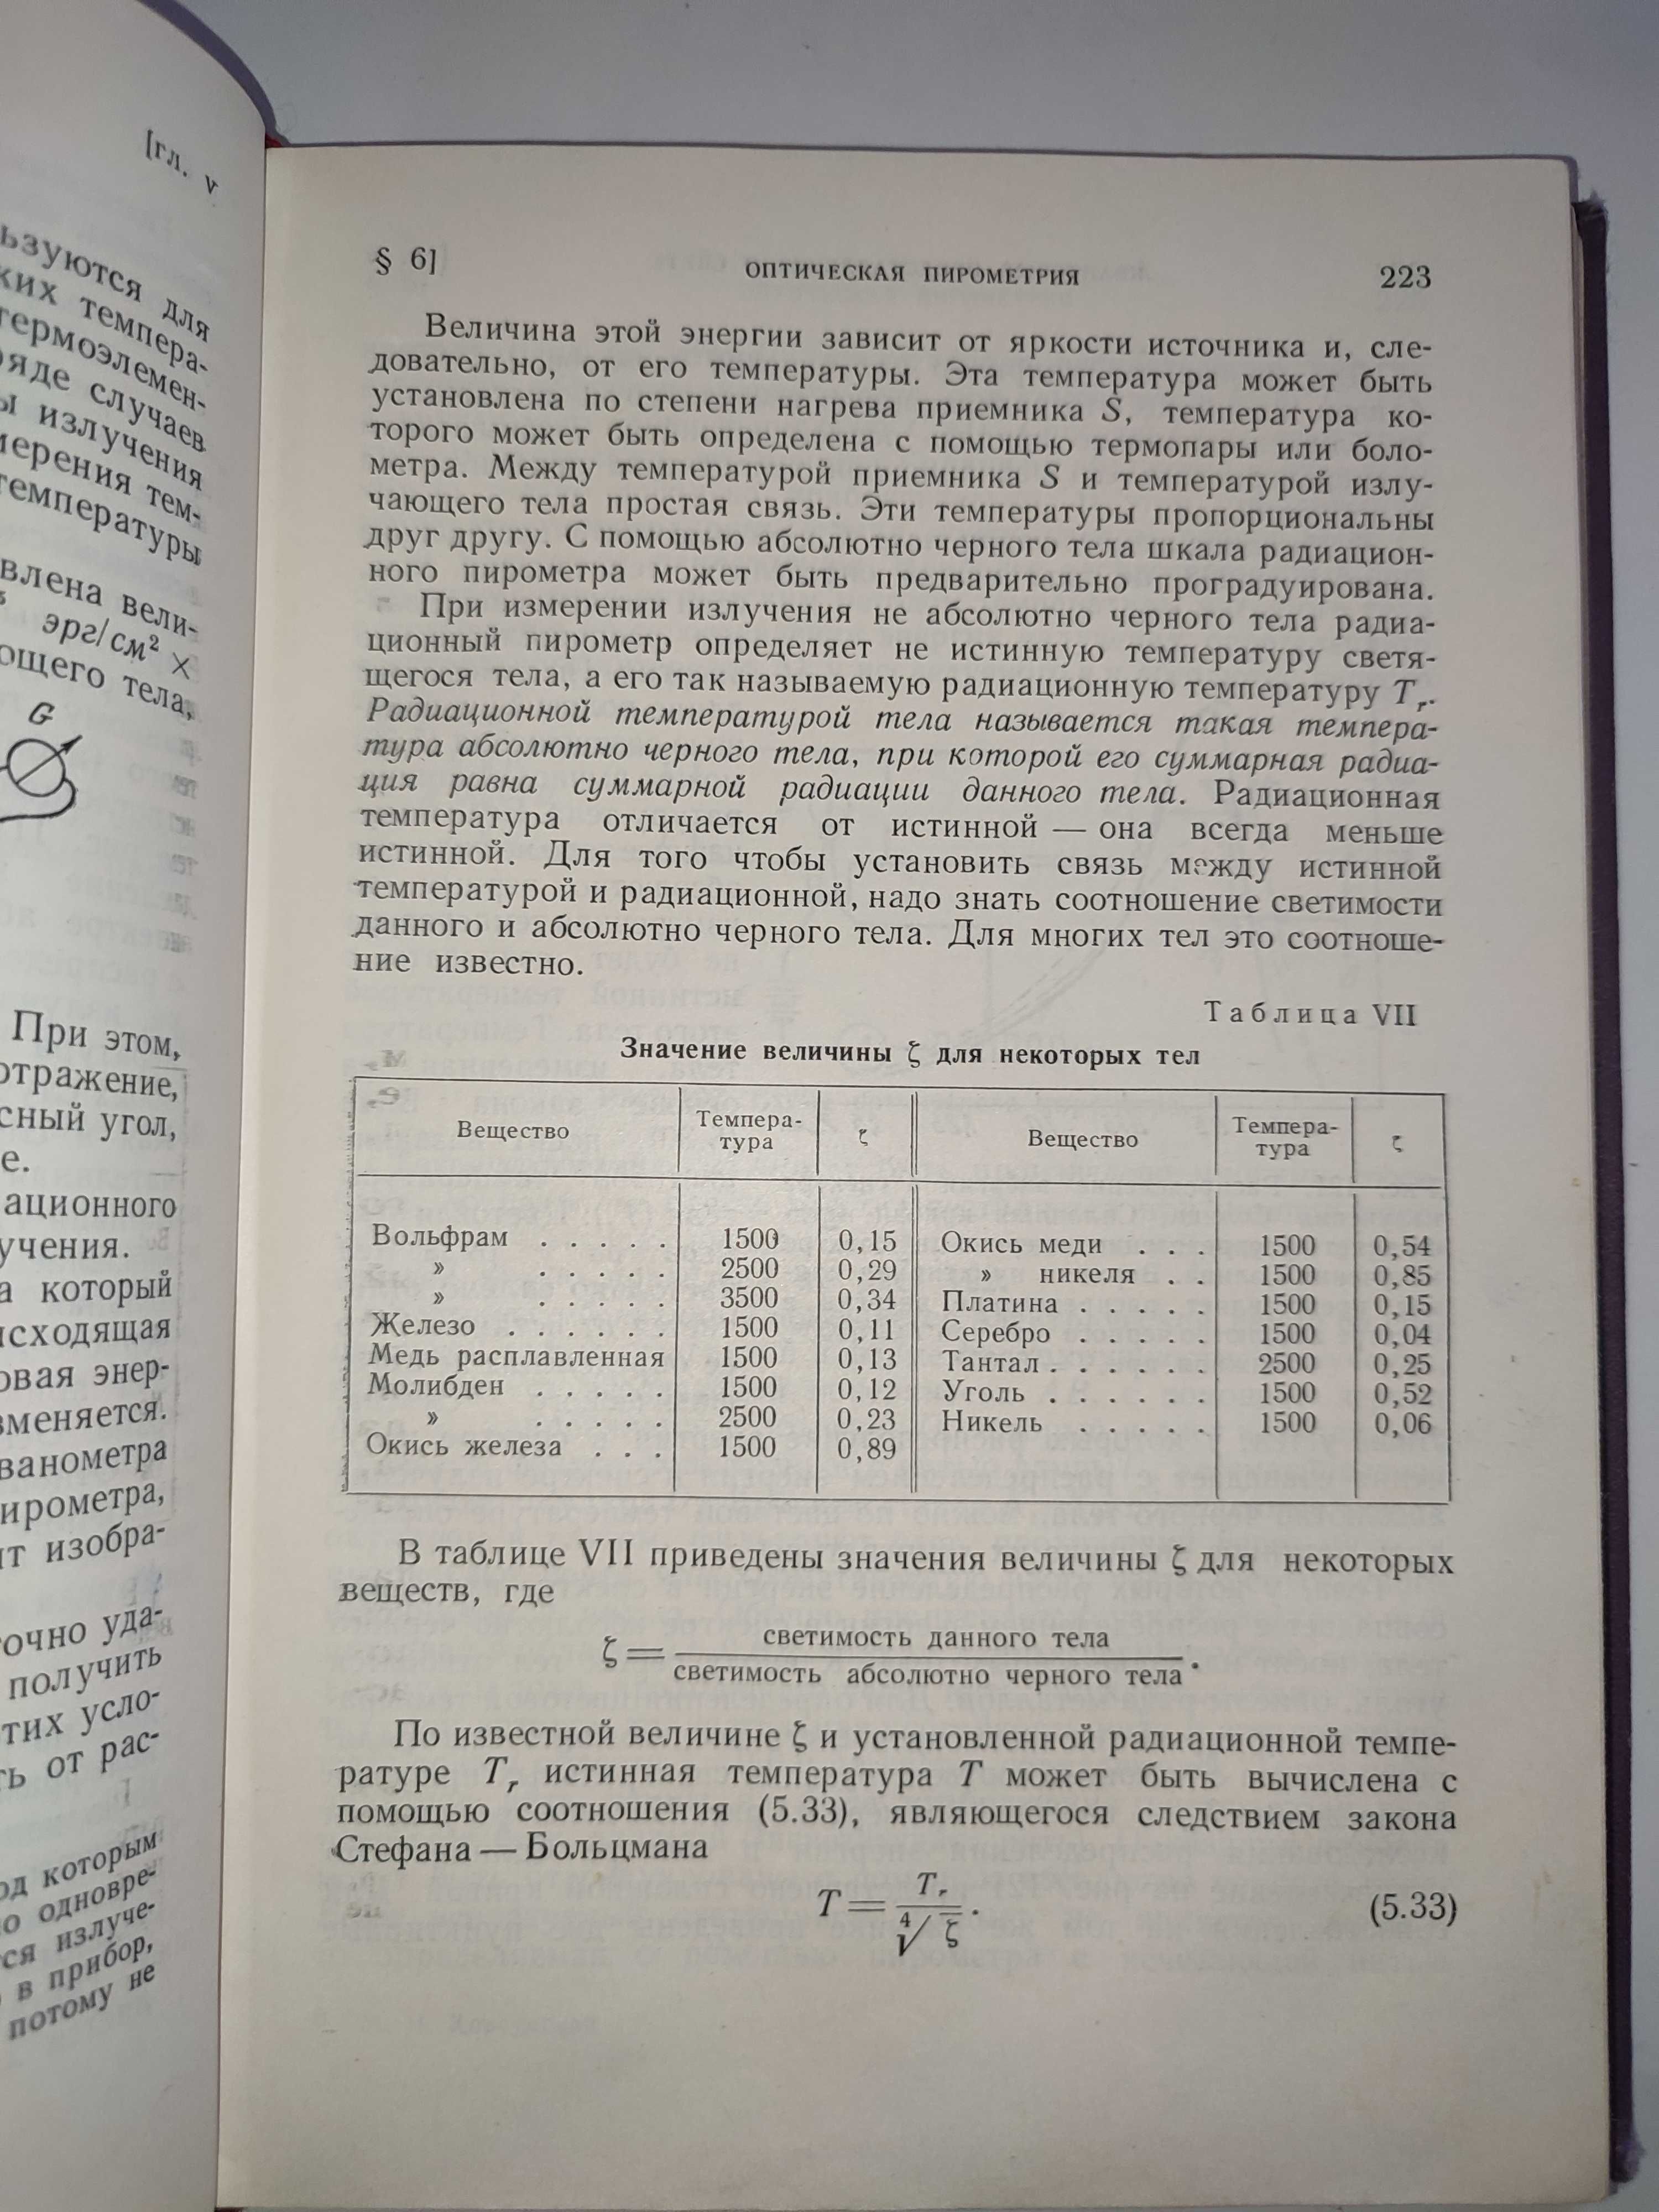 [гл. v
ьзуются для
ких темпера-
термоэлемен-
ряде случаев
ы излучения
мерения тем-
температуры
влена вели-
эрг/см² ×
ющего тела,
G
При этом,
отражение,
сный угол,
е.
ационного
учения.
а который
исходящая
овая энер-
зменяется.
ванометра
ирометра,
ит изобра-
очно уда-
получить
тих усло-
ть от рас-
од которым
о одновре-
ся излуче-
в прибор,
потому не
§ 6] ОПТИЧЕСКАЯ ПИРОМЕТРИЯ 223
Величина этой энергии зависит от яркости источника и, сле-
довательно, от его температуры. Эта температура может быть
установлена по степени нагрева приемника S, температура ко-
торого может быть определена с помощью термопары или боло-
метра. Между температурой приемника S и температурой излу-
чающего тела простая связь. Эти температуры пропорциональны
друг другу. С помощью абсолютно черного тела шкала радиацион-
ного пирометра может быть предварительно проградуирована.
При измерении излучения не абсолютно черного тела радиа-
ционный пирометр определяет не истинную температуру светя-
щегося тела, а его так называемую радиационную температуру Tᵣ.
Радиационной температурой тела называется такая темпера-
тура абсолютно черного тела, при которой его суммарная радиа-
ция равна суммарной радиации данного тела. Радиационная
температура отличается от истинной — она всегда меньше
истинной. Для того чтобы установить связь между истинной
температурой и радиационной, надо знать соотношение светимости
данного и абсолютно черного тела. Для многих тел это соотноше-
ние известно.
Таблица VII
Значение величины ζ для некоторых тел
Вещество Темпера-тура ζ Вещество Темпера-тура ζ
Вольфрам . . . . . 1500 0,15 Окись меди . . . 1500 0,54
» . . . . . 2500 0,29 » никеля . . 1500 0,85
» . . . . . 3500 0,34 Платина . . . . . 1500 0,15
Железо . . . . . . 1500 0,11 Серебро . . . . . 1500 0,04
Медь расплавленная 1500 0,13 Тантал . . . . . . 2500 0,25
Молибден . . . . . 1500 0,12 Уголь . . . . . . 1500 0,52
» . . . . . 2500 0,23 Никель . . . . . 1500 0,06
Окись железа . . . 1500 0,89
В таблице VII приведены значения величины ζ для некоторых
веществ, где
ζ = светимость данного тела / светимость абсолютно черного тела .
По известной величине ζ и установленной радиационной темпе-
ратуре Tᵣ истинная температура T может быть вычислена с
помощью соотношения (5.33), являющегося следствием закона
Стефана — Больцмана
T = Tᵣ / ⁴√ζ . (5.33)